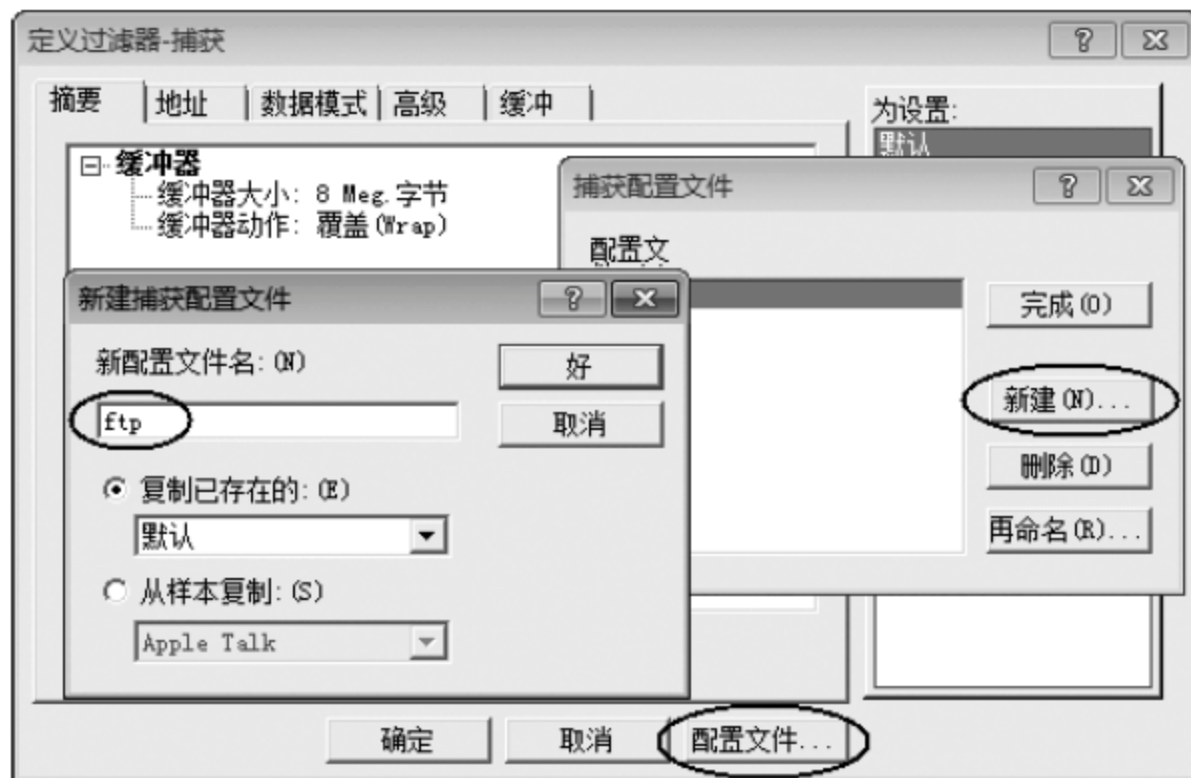 定义过滤器-捕获
摘要 地址 数据模式 高级 缓冲
为设置:
默认
缓冲器
缓冲器大小: 8 Meg.字节
缓冲器动作: 覆盖(Wrap)
捕获配置文件
配置文
完成(O)
新建(N)...
删除(D)
再命名(R)...
新建捕获配置文件
新配置文件名:(N)
好
ftp
取消
复制已存在的:(E)
默认
从样本复制:(S)
Apple Talk
确定 取消 配置文件...